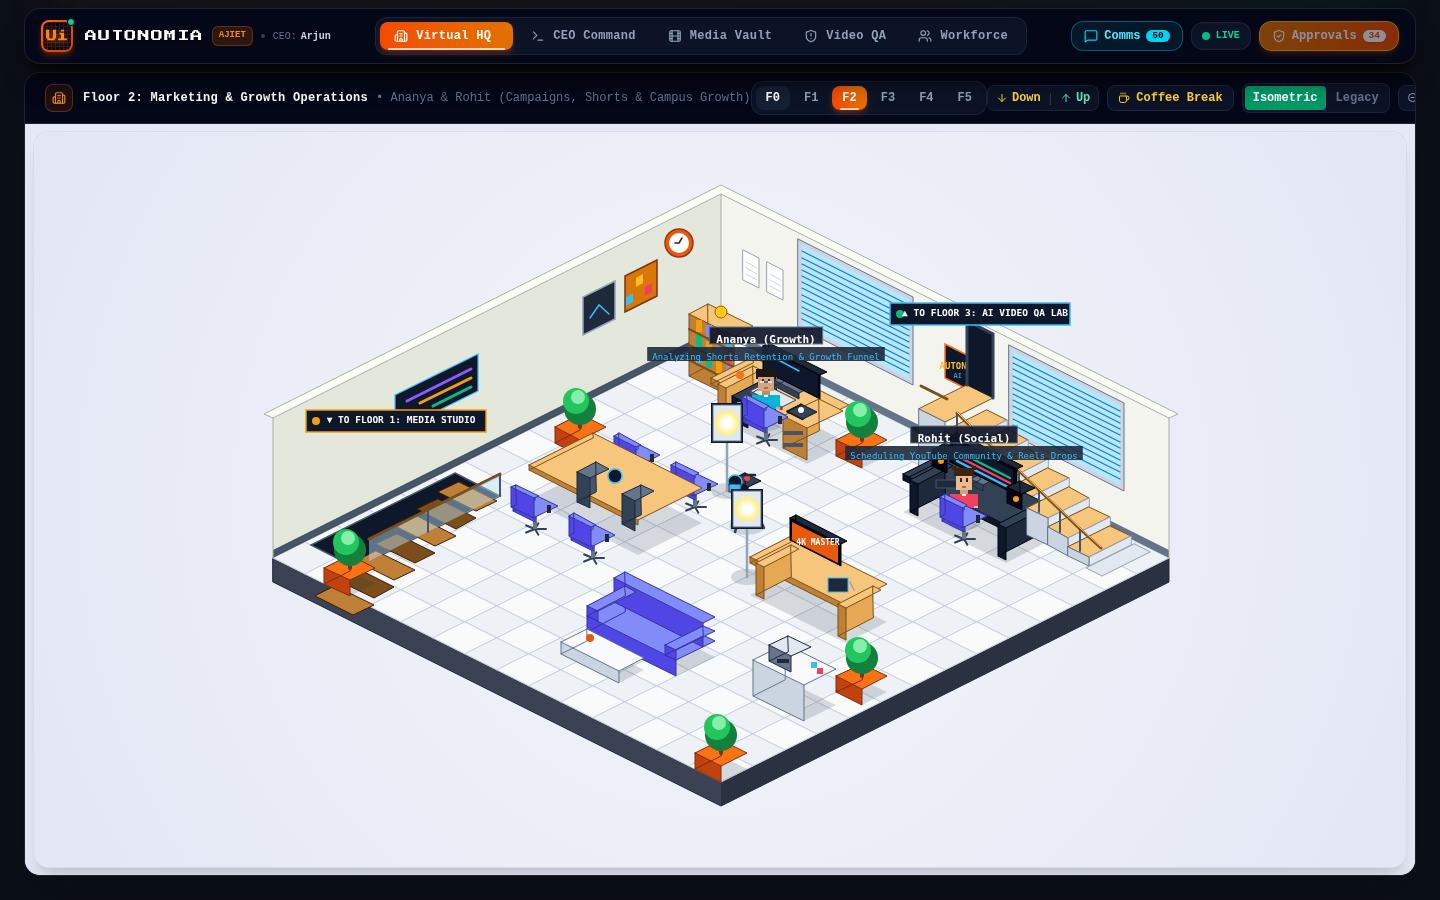 Ui AUTONOMIA AJIET • CEO: Arjun
Virtual HQ CEO Command Media Vault Video QA Workforce
Comms 50 LIVE Approvals 34
Floor 2: Marketing & Growth Operations • Ananya & Rohit (Campaigns, Shorts & Campus Growth)
F0 F1 F2 F3 F4 F5 Down | Up Coffee Break Isometric Legacy
▲ TO FLOOR 3: AI VIDEO QA LAB
Ananya (Growth)
Analyzing Shorts Retention & Growth Funnel
AUTON
AI
▼ TO FLOOR 1: MEDIA STUDIO
Rohit (Social)
Scheduling YouTube Community & Reels Drops
4K MASTER